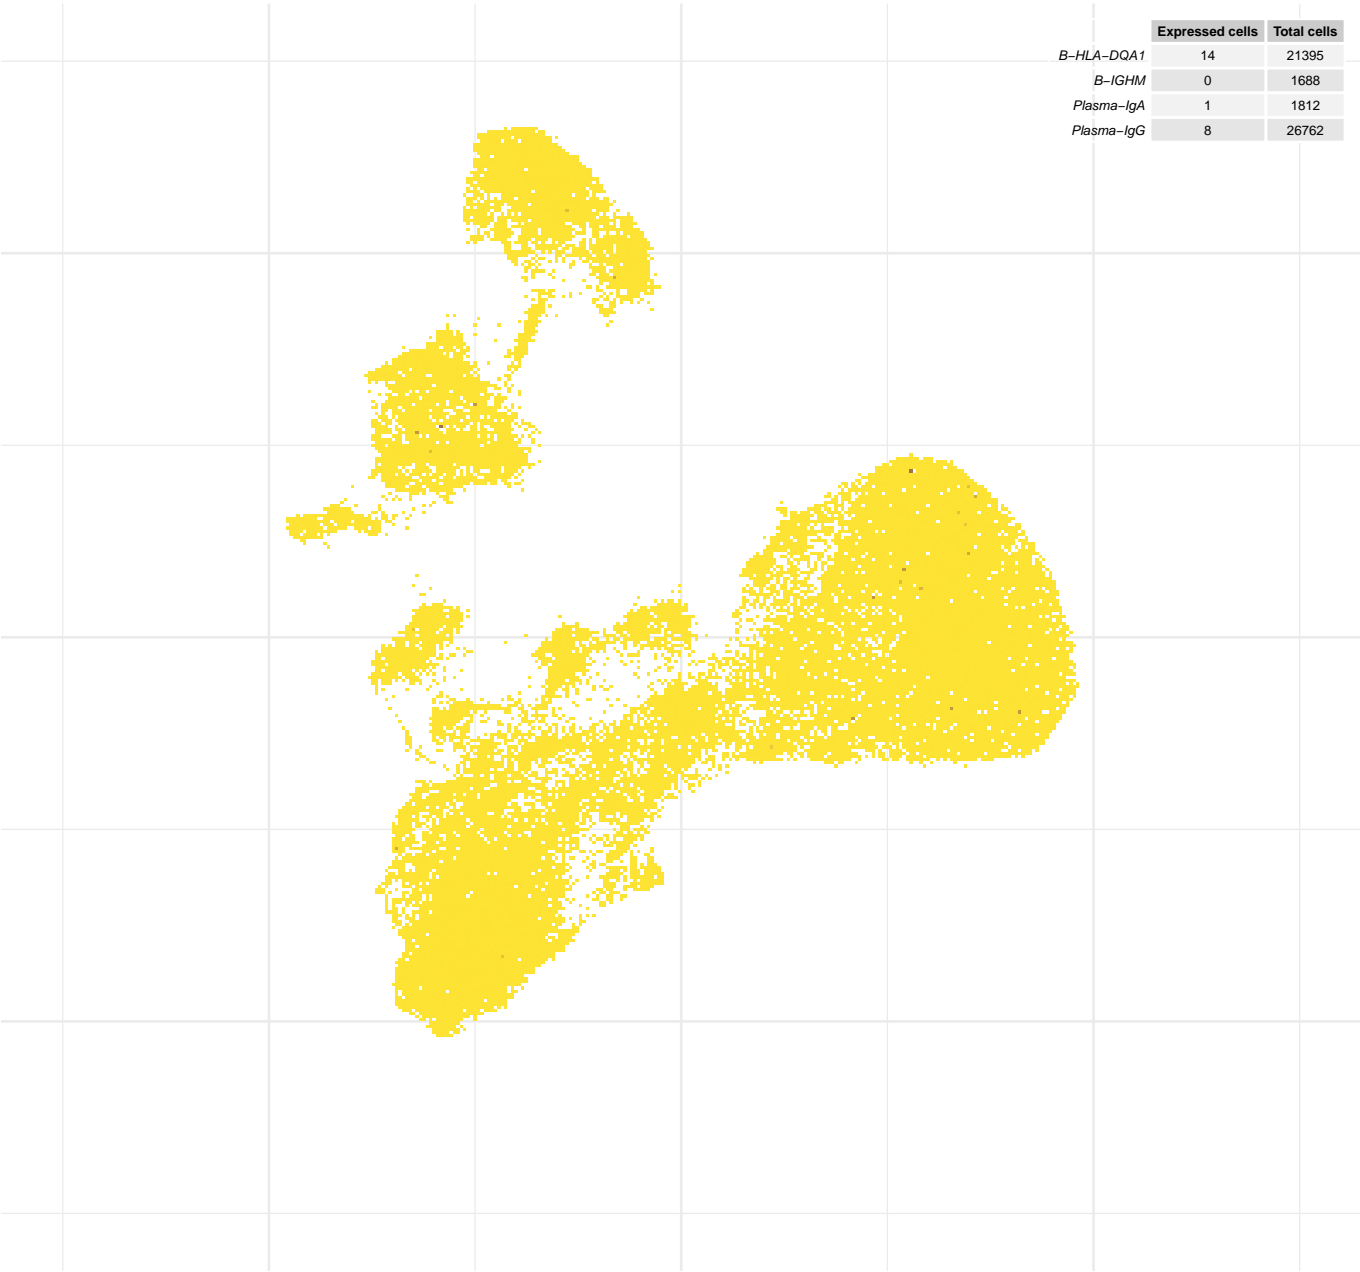 Expressed cells Total cells
B−HLA−DQA1 14 21395
B−IGHM 0 1688
Plasma−IgA 1 1812
Plasma−IgG 8 26762